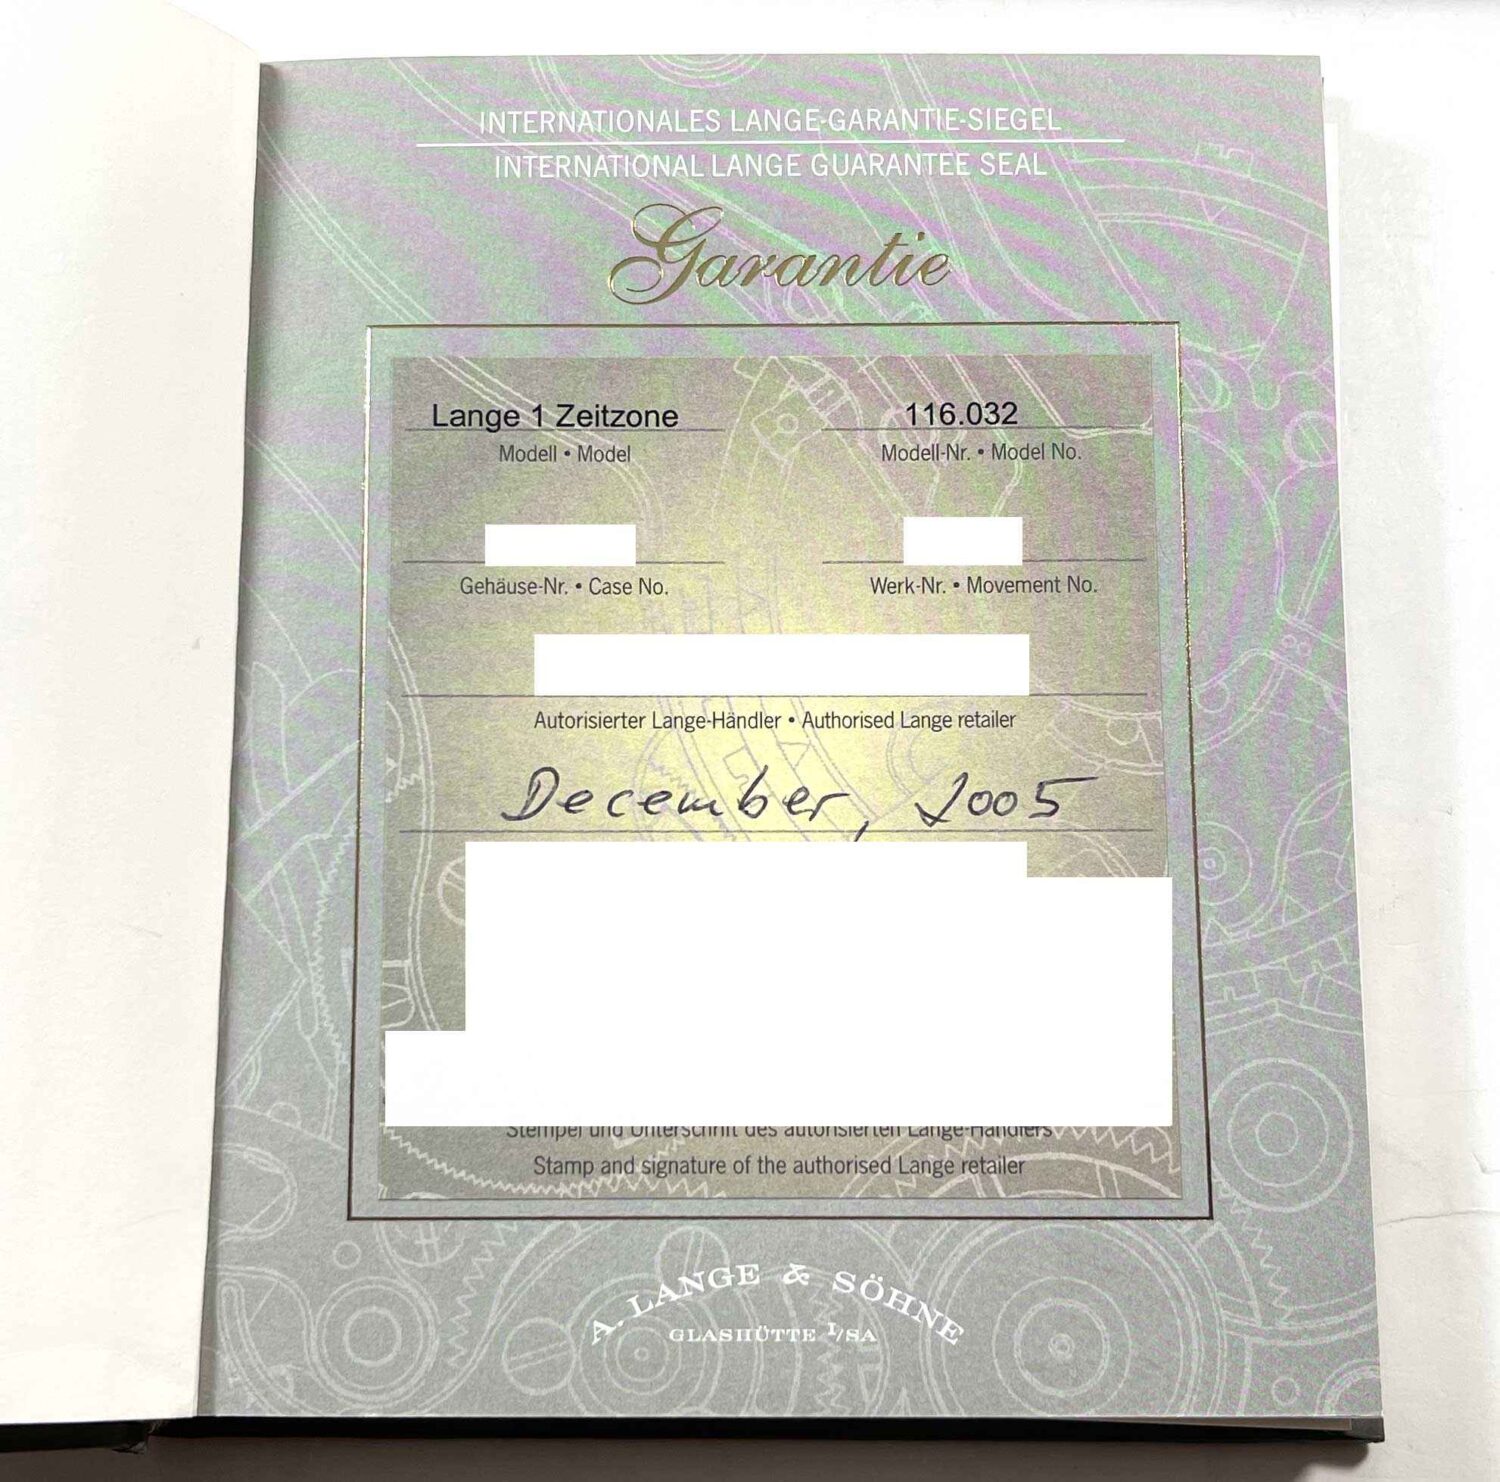 INTERNATIONALES LANGE-GARANTIE-SIEGEL
INTERNATIONAL LANGE GUARANTEE SEAL
Garantie
Lange 1 Zeitzone 116.032
Modell • Model Modell-Nr. • Model No.
Gehäuse-Nr. • Case No. Werk-Nr. • Movement No.
Autorisierter Lange-Händler • Authorised Lange retailer
December, 2005
Stempel und Unterschrift des autorisierten Lange-Händlers
Stamp and signature of the authorised Lange retailer
A. LANGE & SÖHNE
GLASHÜTTE I/SA